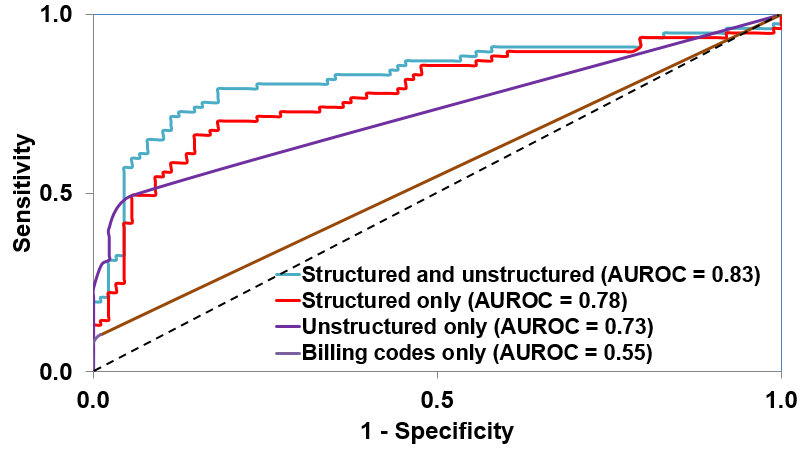 1.0
Sensitivity
0.5
Structured and unstructured (AUROC = 0.83)
Structured only (AUROC = 0.78)
Unstructured only (AUROC = 0.73)
Billing codes only (AUROC = 0.55)
0.0
0.0 0.5 1.0
1 - Specificity